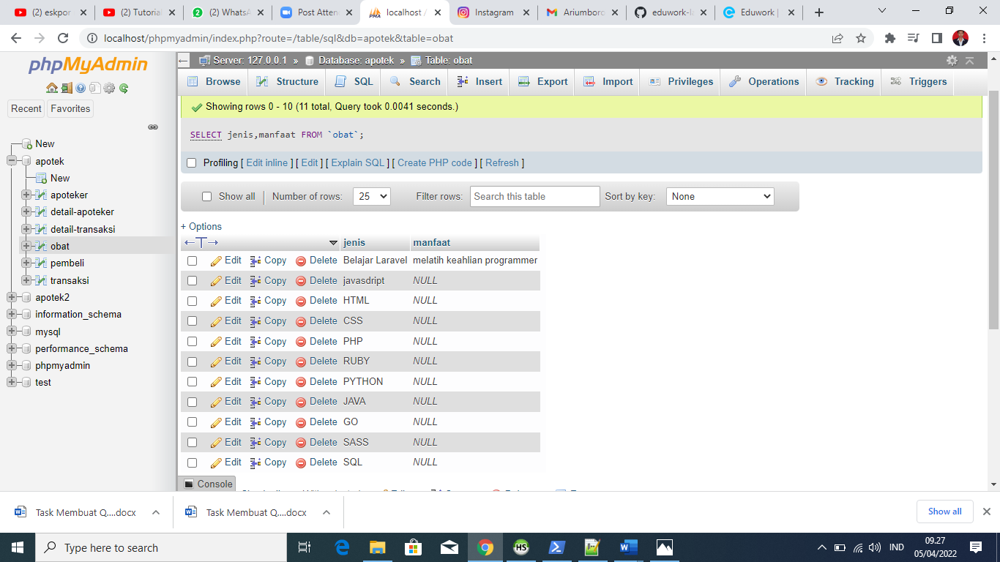 (2) eskpor
(2) Tutorial
(2) WhatsA
Post Atten
localhost /
Instagram
Ariumboro
eduwork-la
Eduwork |
localhost/phpmyadmin/index.php?route=/table/sql&db=apotek&table=obat
phpMyAdmin
Recent
Favorites
New
apotek
New
apoteker
detail-apoteker
detail-transaksi
obat
pembeli
transaksi
apotek2
information_schema
mysql
performance_schema
phpmyadmin
test
Server: 127.0.0.1 » Database: apotek » Table: obat
Browse Structure SQL Search Insert Export Import Privileges Operations Tracking Triggers
Showing rows 0 - 10 (11 total, Query took 0.0041 seconds.)
SELECT jenis,manfaat FROM `obat`;
Profiling [ Edit inline ] [ Edit ] [ Explain SQL ] [ Create PHP code ] [ Refresh ]
Show all | Number of rows: 25 Filter rows: Search this table Sort by key: None
+ Options
jenis manfaat
Edit Copy Delete Belajar Laravel melatih keahlian programmer
Edit Copy Delete javasdript NULL
Edit Copy Delete HTML NULL
Edit Copy Delete CSS NULL
Edit Copy Delete PHP NULL
Edit Copy Delete RUBY NULL
Edit Copy Delete PYTHON NULL
Edit Copy Delete JAVA NULL
Edit Copy Delete GO NULL
Edit Copy Delete SASS NULL
Edit Copy Delete SQL NULL
Console
Task Membuat Q....docx
Task Membuat Q....docx
Show all
Type here to search
HS
IND
09.27
05/04/2022